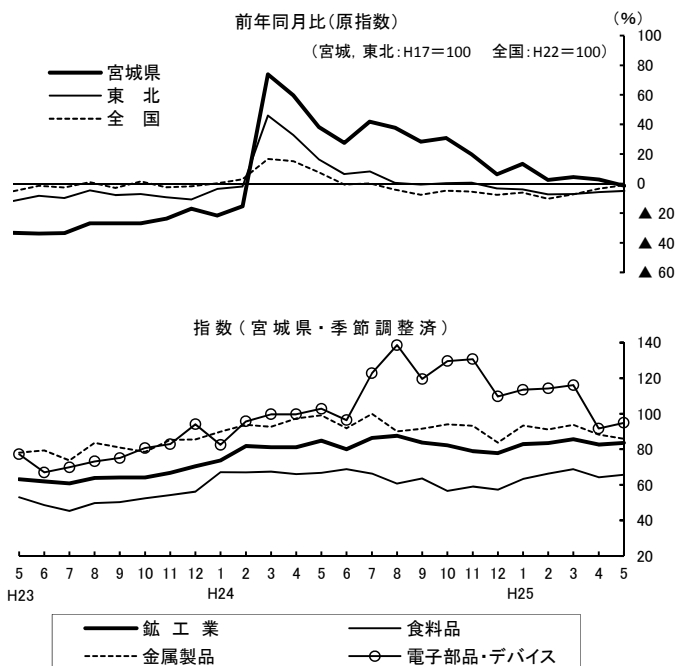 前年同月比(原指数)
(%)
(宮城, 東北:H17=100　全国:H22=100)
宮城県
東　北
全　国
100
80
60
40
20
0
▲ 20
▲ 40
▲ 60
指数(宮城県・季節調整済)
140
120
100
80
60
40
20
5 6 7 8 9 10 11 12 1 2 3 4 5 6 7 8 9 10 11 12 1 2 3 4 5
H23 H24 H25
鉱工業 食料品
金属製品 電子部品・デバイス